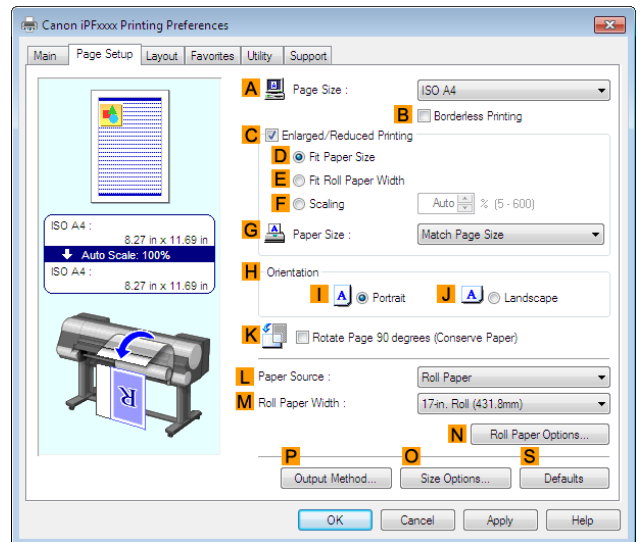 Canon iPFxxxx Printing Preferences
Main Page Setup Layout Favorites Utility Support
A Page Size : ISO A4
B Borderless Printing
C Enlarged/Reduced Printing
D Fit Paper Size
E Fit Roll Paper Width
F Scaling Auto % (5 - 600)
G Paper Size : Match Page Size
ISO A4 :
8.27 in x 11.69 in
Auto Scale: 100%
ISO A4 :
8.27 in x 11.69 in
H Orientation
I A Portrait J A Landscape
K Rotate Page 90 degrees (Conserve Paper)
R
L Paper Source : Roll Paper
M Roll Paper Width : 17-in. Roll (431.8mm)
N Roll Paper Options...
P O S
Output Method... Size Options... Defaults
OK Cancel Apply Help